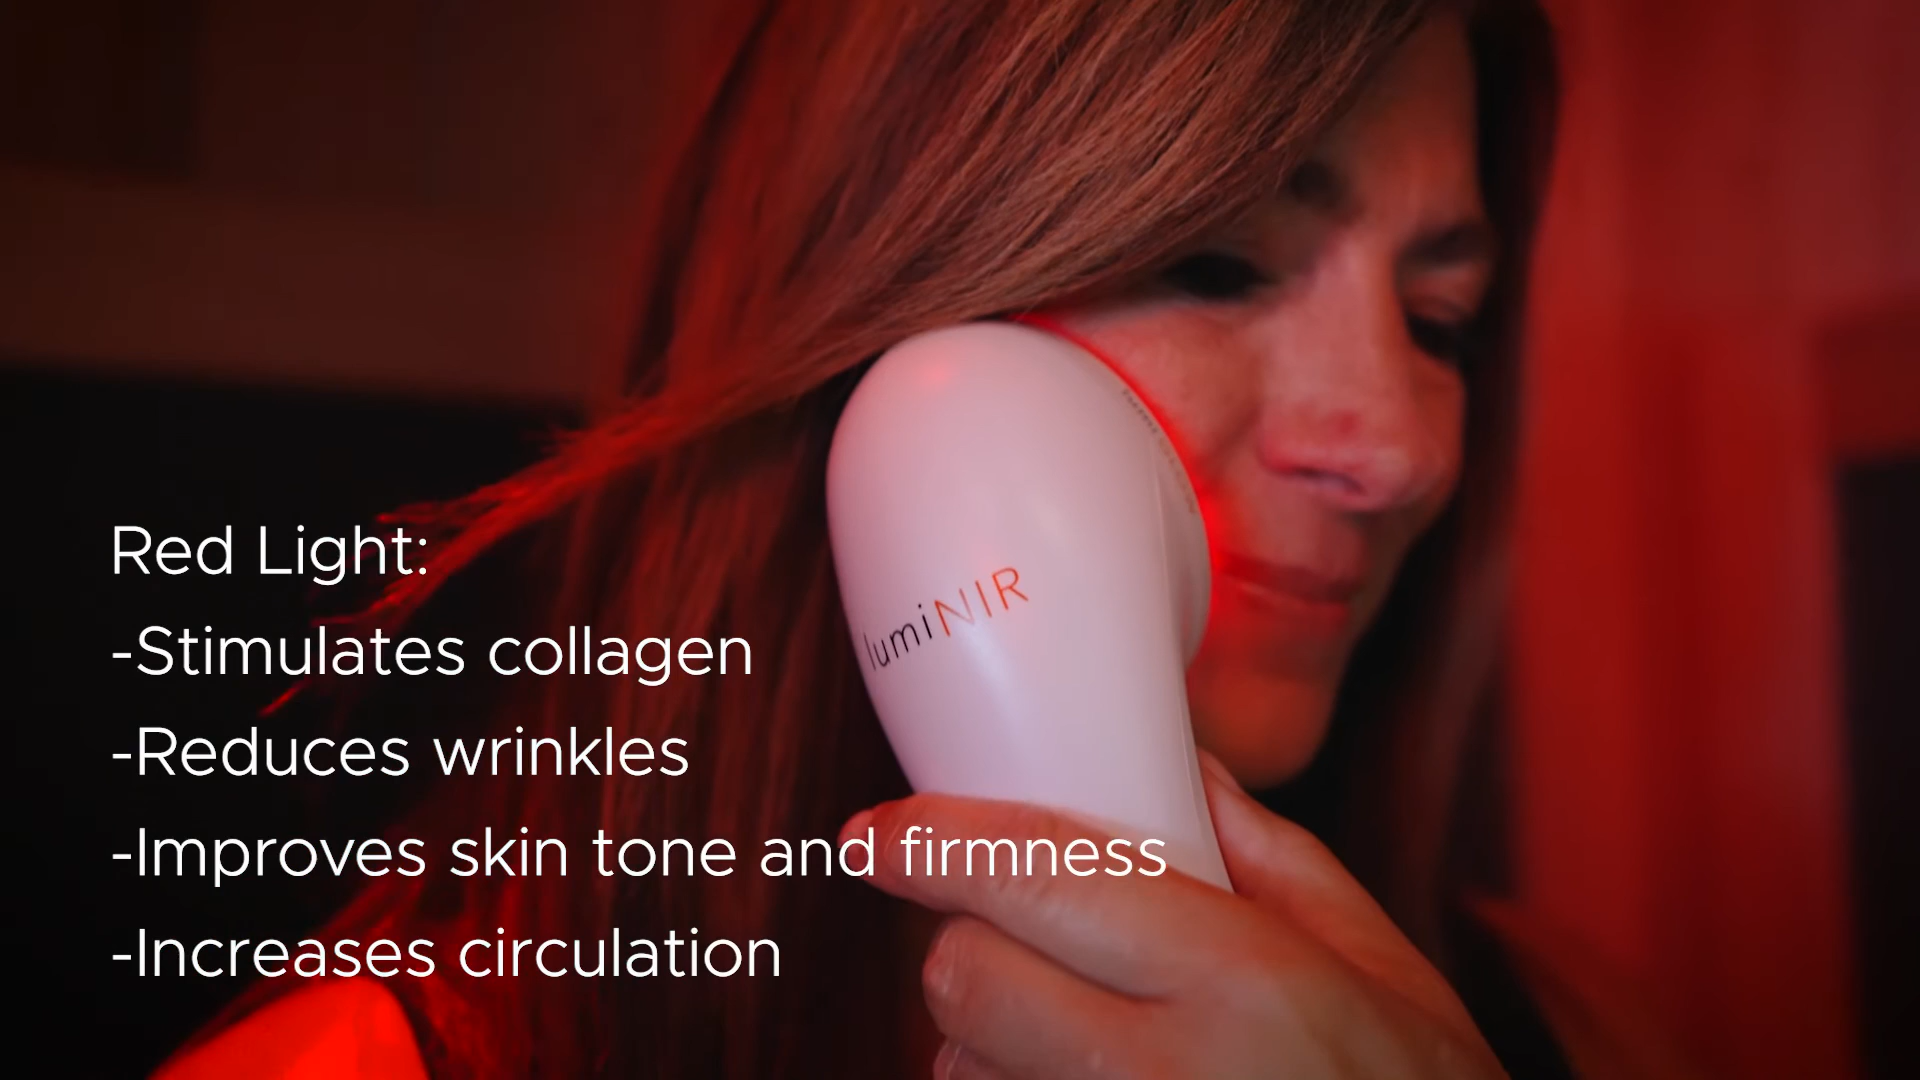 Red Light:
-Stimulates collagen
-Reduces wrinkles
-Improves skin tone and firmness
-Increases circulation
lumiNIR